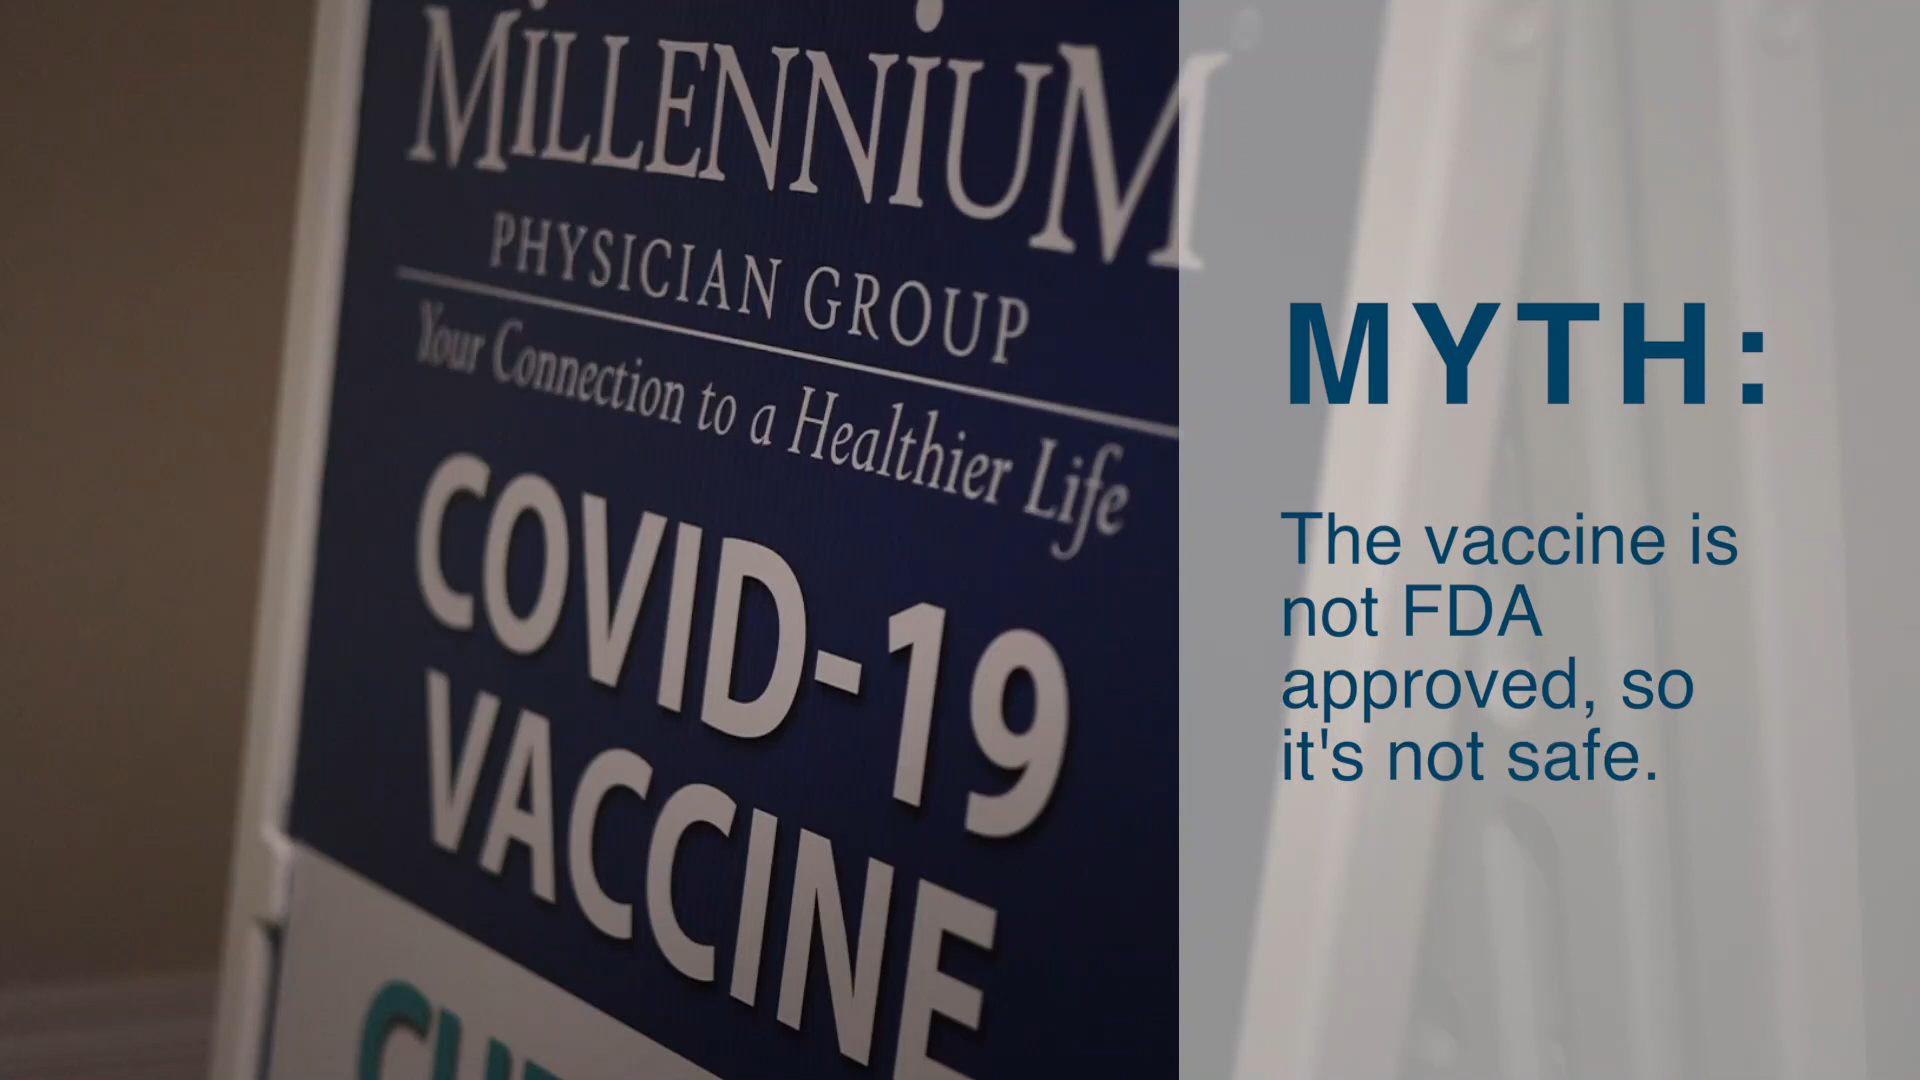 MiLLENNiUM
PHYSICIAN GROUP
Your Connection to a Healthier Life
COVID-19
VACCINE
MYTH:
The vaccine is
not FDA
approved, so
it's not safe.